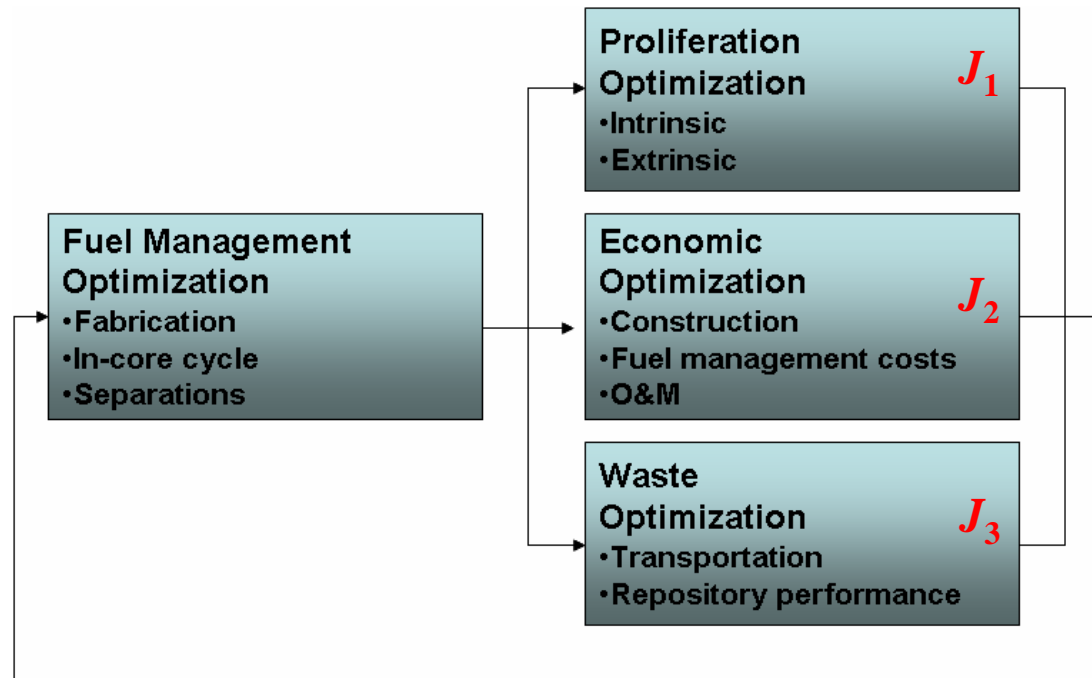 Fuel Management
Optimization
•Fabrication
•In-core cycle
•Separations
Proliferation
Optimization
•Intrinsic
•Extrinsic
J1
Economic
Optimization
•Construction
•Fuel management costs
•O&M
J2
Waste
Optimization
•Transportation
•Repository performance
J3